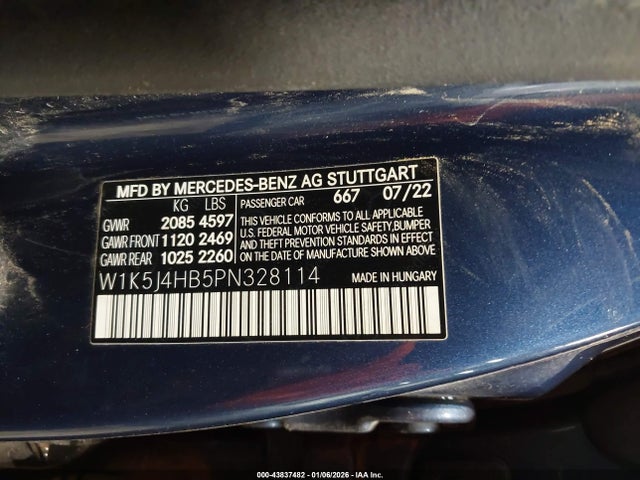 MFD BY MERCEDES-BENZ AG STUTTGART
KG LBS PASSENGER CAR 667 07/22
GVWR 2085 4597
GAWR FRONT 1120 2469
GAWR REAR 1025 2260
THIS VEHICLE CONFORMS TO ALL APPLICABLE
U.S. FEDERAL MOTOR VEHICLE SAFETY,BUMPER
AND THEFT PREVENTION STANDARDS IN EFFECT
ON THE DATE OF MANUFACTURE SHOWN ABOVE
W1K5J4HB5PN328114 MADE IN HUNGARY
000-43837482 - 01/06/2026 - IAA Inc.